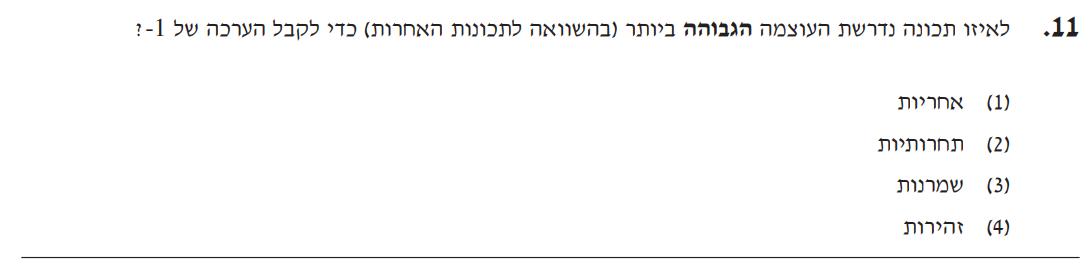 11. לאיזו תכונה נדרשת העוצמה הגבוהה ביותר (בהשוואה לתכונות האחרות) כדי לקבל הערכה של 1-?
(1) אחריות
(2) תחרותיות
(3) שמרנות
(4) זהירות